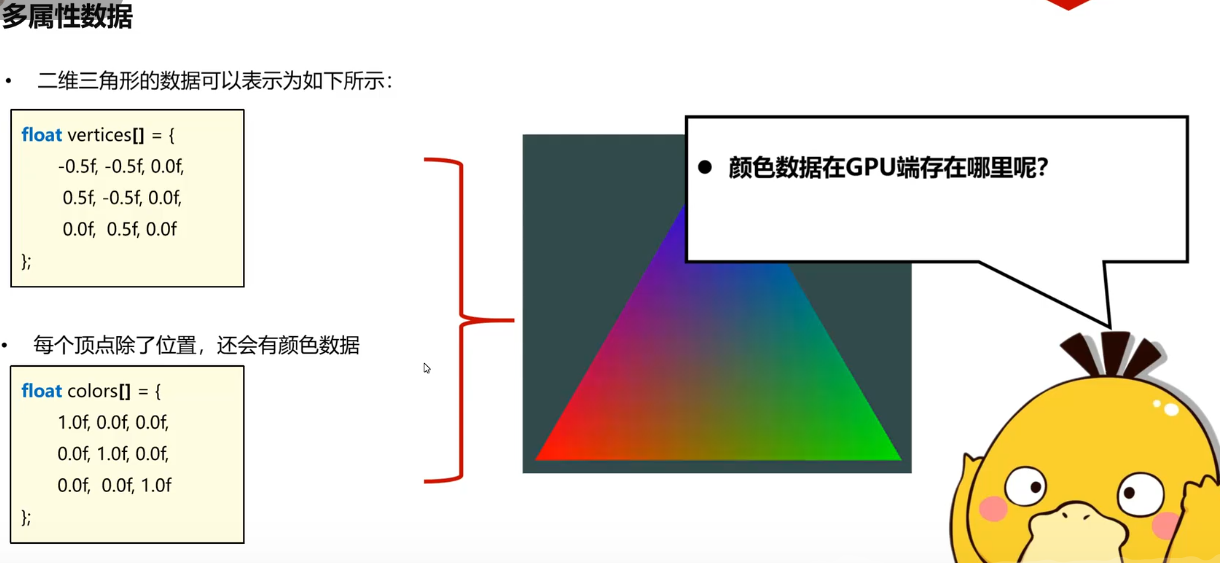 多属性数据
• 二维三角形的数据可以表示为如下所示：
float vertices[] = {
-0.5f, -0.5f, 0.0f,
0.5f, -0.5f, 0.0f,
0.0f, 0.5f, 0.0f
};
• 每个顶点除了位置，还会有颜色数据
float colors[] = {
1.0f, 0.0f, 0.0f,
0.0f, 1.0f, 0.0f,
0.0f, 0.0f, 1.0f
};
● 颜色数据在GPU端存在哪里呢？